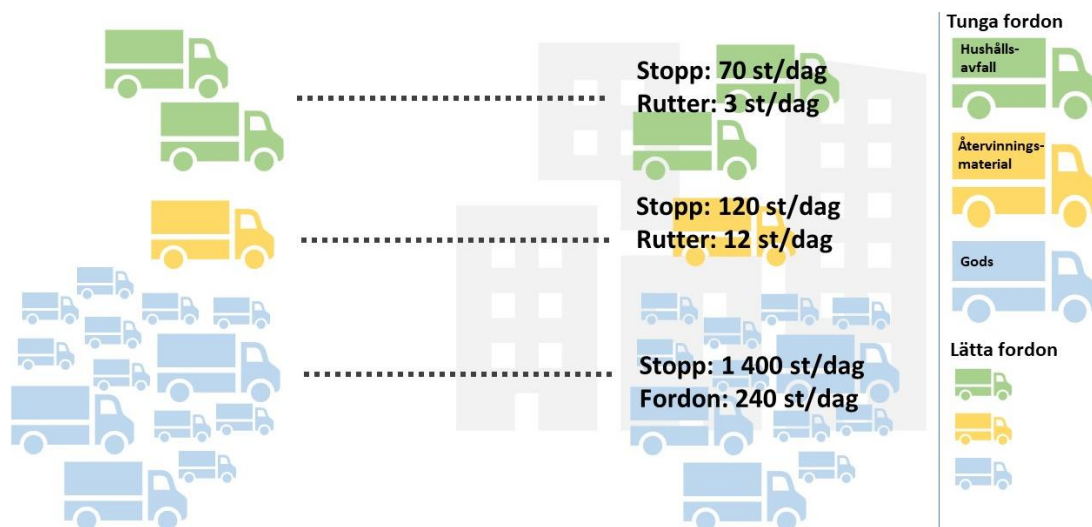 Stopp: 70 st/dag
Rutter: 3 st/dag
Stopp: 120 st/dag
Rutter: 12 st/dag
Stopp: 1 400 st/dag
Fordon: 240 st/dag
Tunga fordon
Hushålls-
avfall
Återvinnings-
material
Gods
Lätta fordon